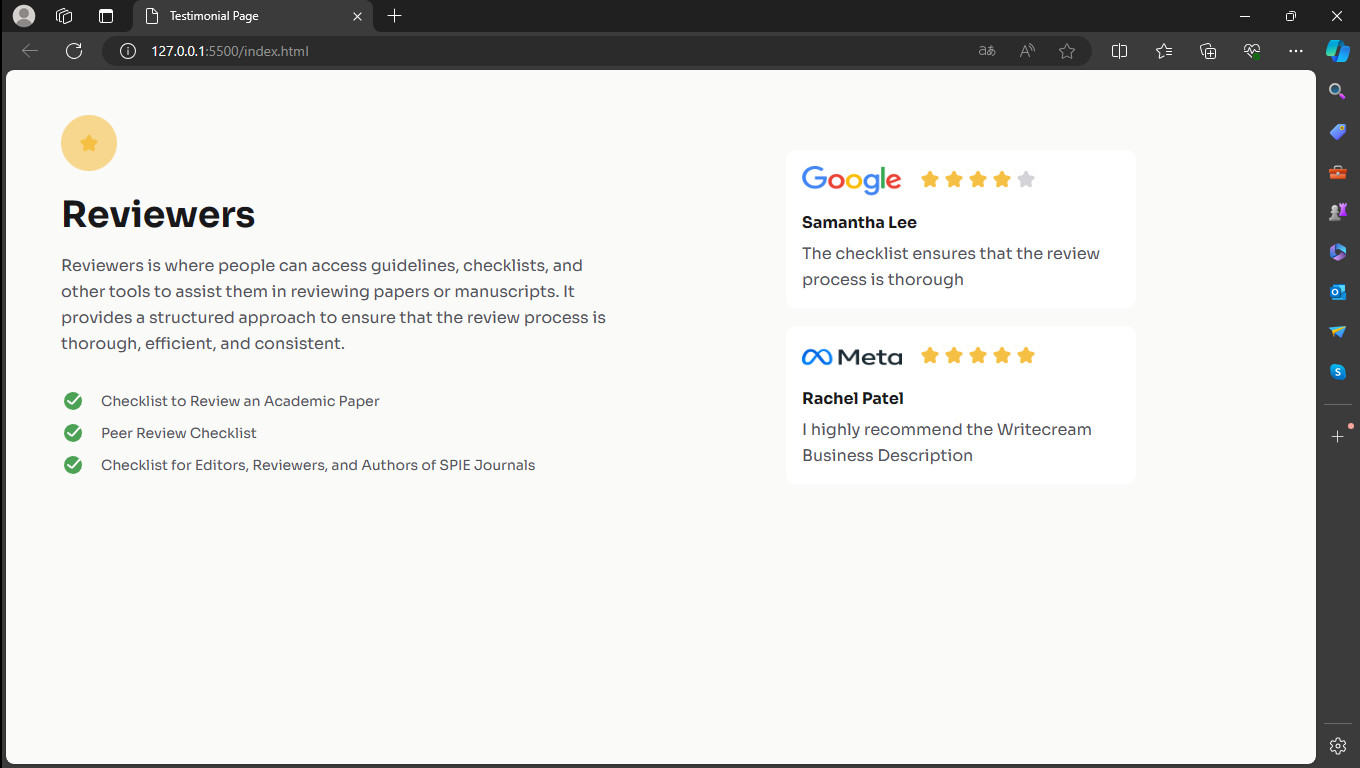 Testimonial Page
127.0.0.1:5500/index.html
aあ
A
Reviewers
Reviewers is where people can access guidelines, checklists, and
other tools to assist them in reviewing papers or manuscripts. It
provides a structured approach to ensure that the review process is
thorough, efficient, and consistent.
Checklist to Review an Academic Paper
Peer Review Checklist
Checklist for Editors, Reviewers, and Authors of SPIE Journals
Google
Samantha Lee
The checklist ensures that the review
process is thorough
Meta
Rachel Patel
I highly recommend the Writecream
Business Description